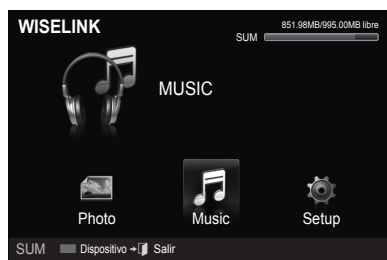 WISELINK
851.98MB/995.00MB libre
SUM
MUSIC
Photo
Music
Setup
SUM Dispositivo Salir